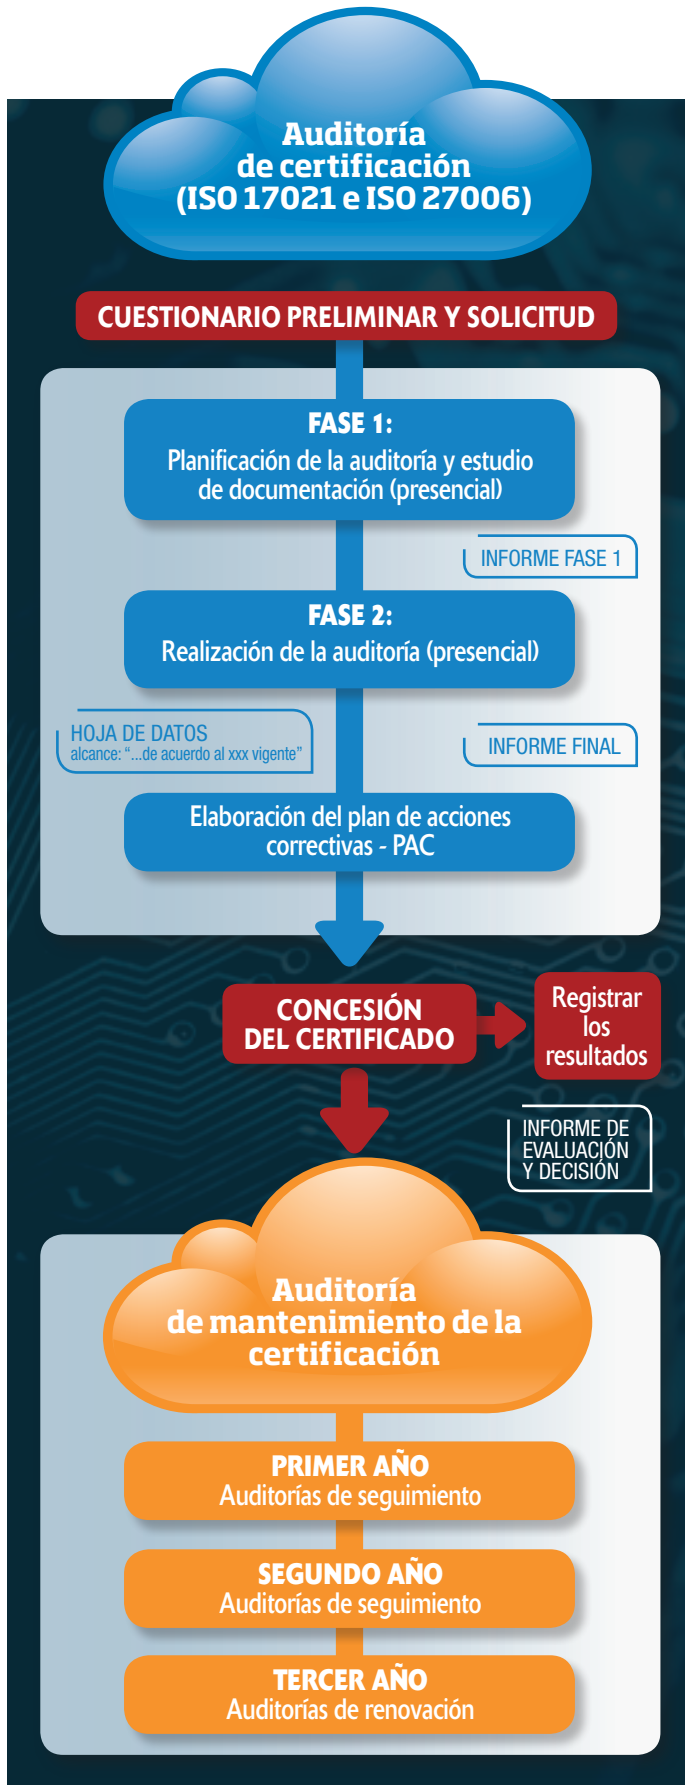 Auditoría
de certificación
(ISO 17021 e ISO 27006)
CUESTIONARIO PRELIMINAR Y SOLICITUD
FASE 1:
Planificación de la auditoría y estudio
de documentación (presencial)
INFORME FASE 1
FASE 2:
Realización de la auditoría (presencial)
HOJA DE DATOS
alcance: “...de acuerdo al xxx vigente”
INFORME FINAL
Elaboración del plan de acciones
correctivas - PAC
CONCESIÓN
DEL CERTIFICADO
Registrar
los
resultados
INFORME DE
EVALUACIÓN
Y DECISIÓN
Auditoría
de mantenimiento de la
certificación
PRIMER AÑO
Auditorías de seguimiento
SEGUNDO AÑO
Auditorías de seguimiento
TERCER AÑO
Auditorías de renovación